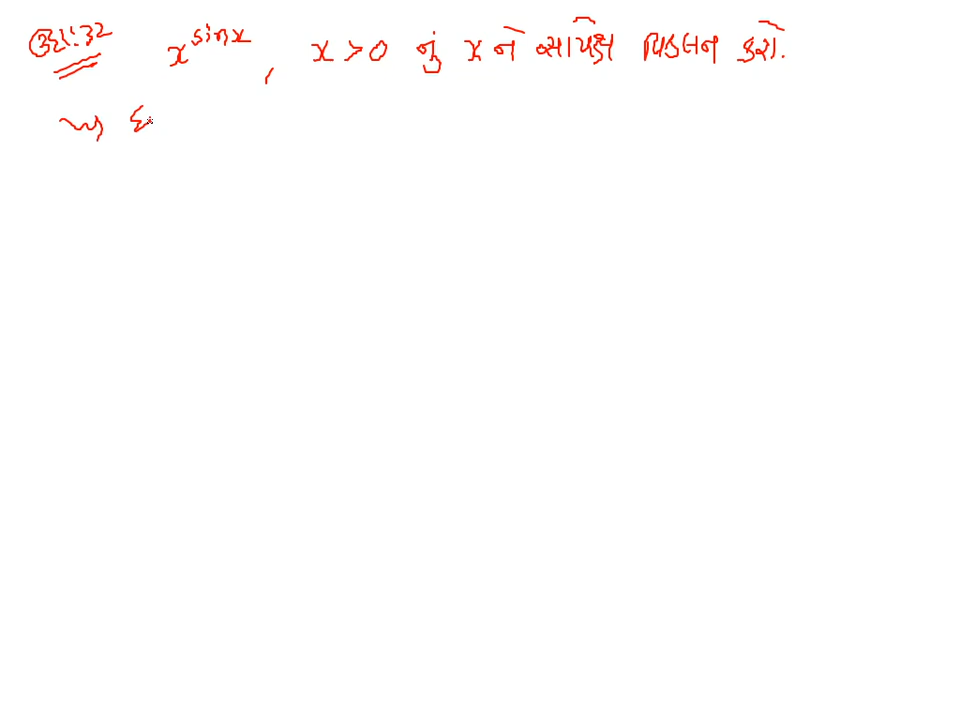 ઉદા:32 x^sinx, x > 0 નું x ને સાપેક્ષ વિકલન કરો.